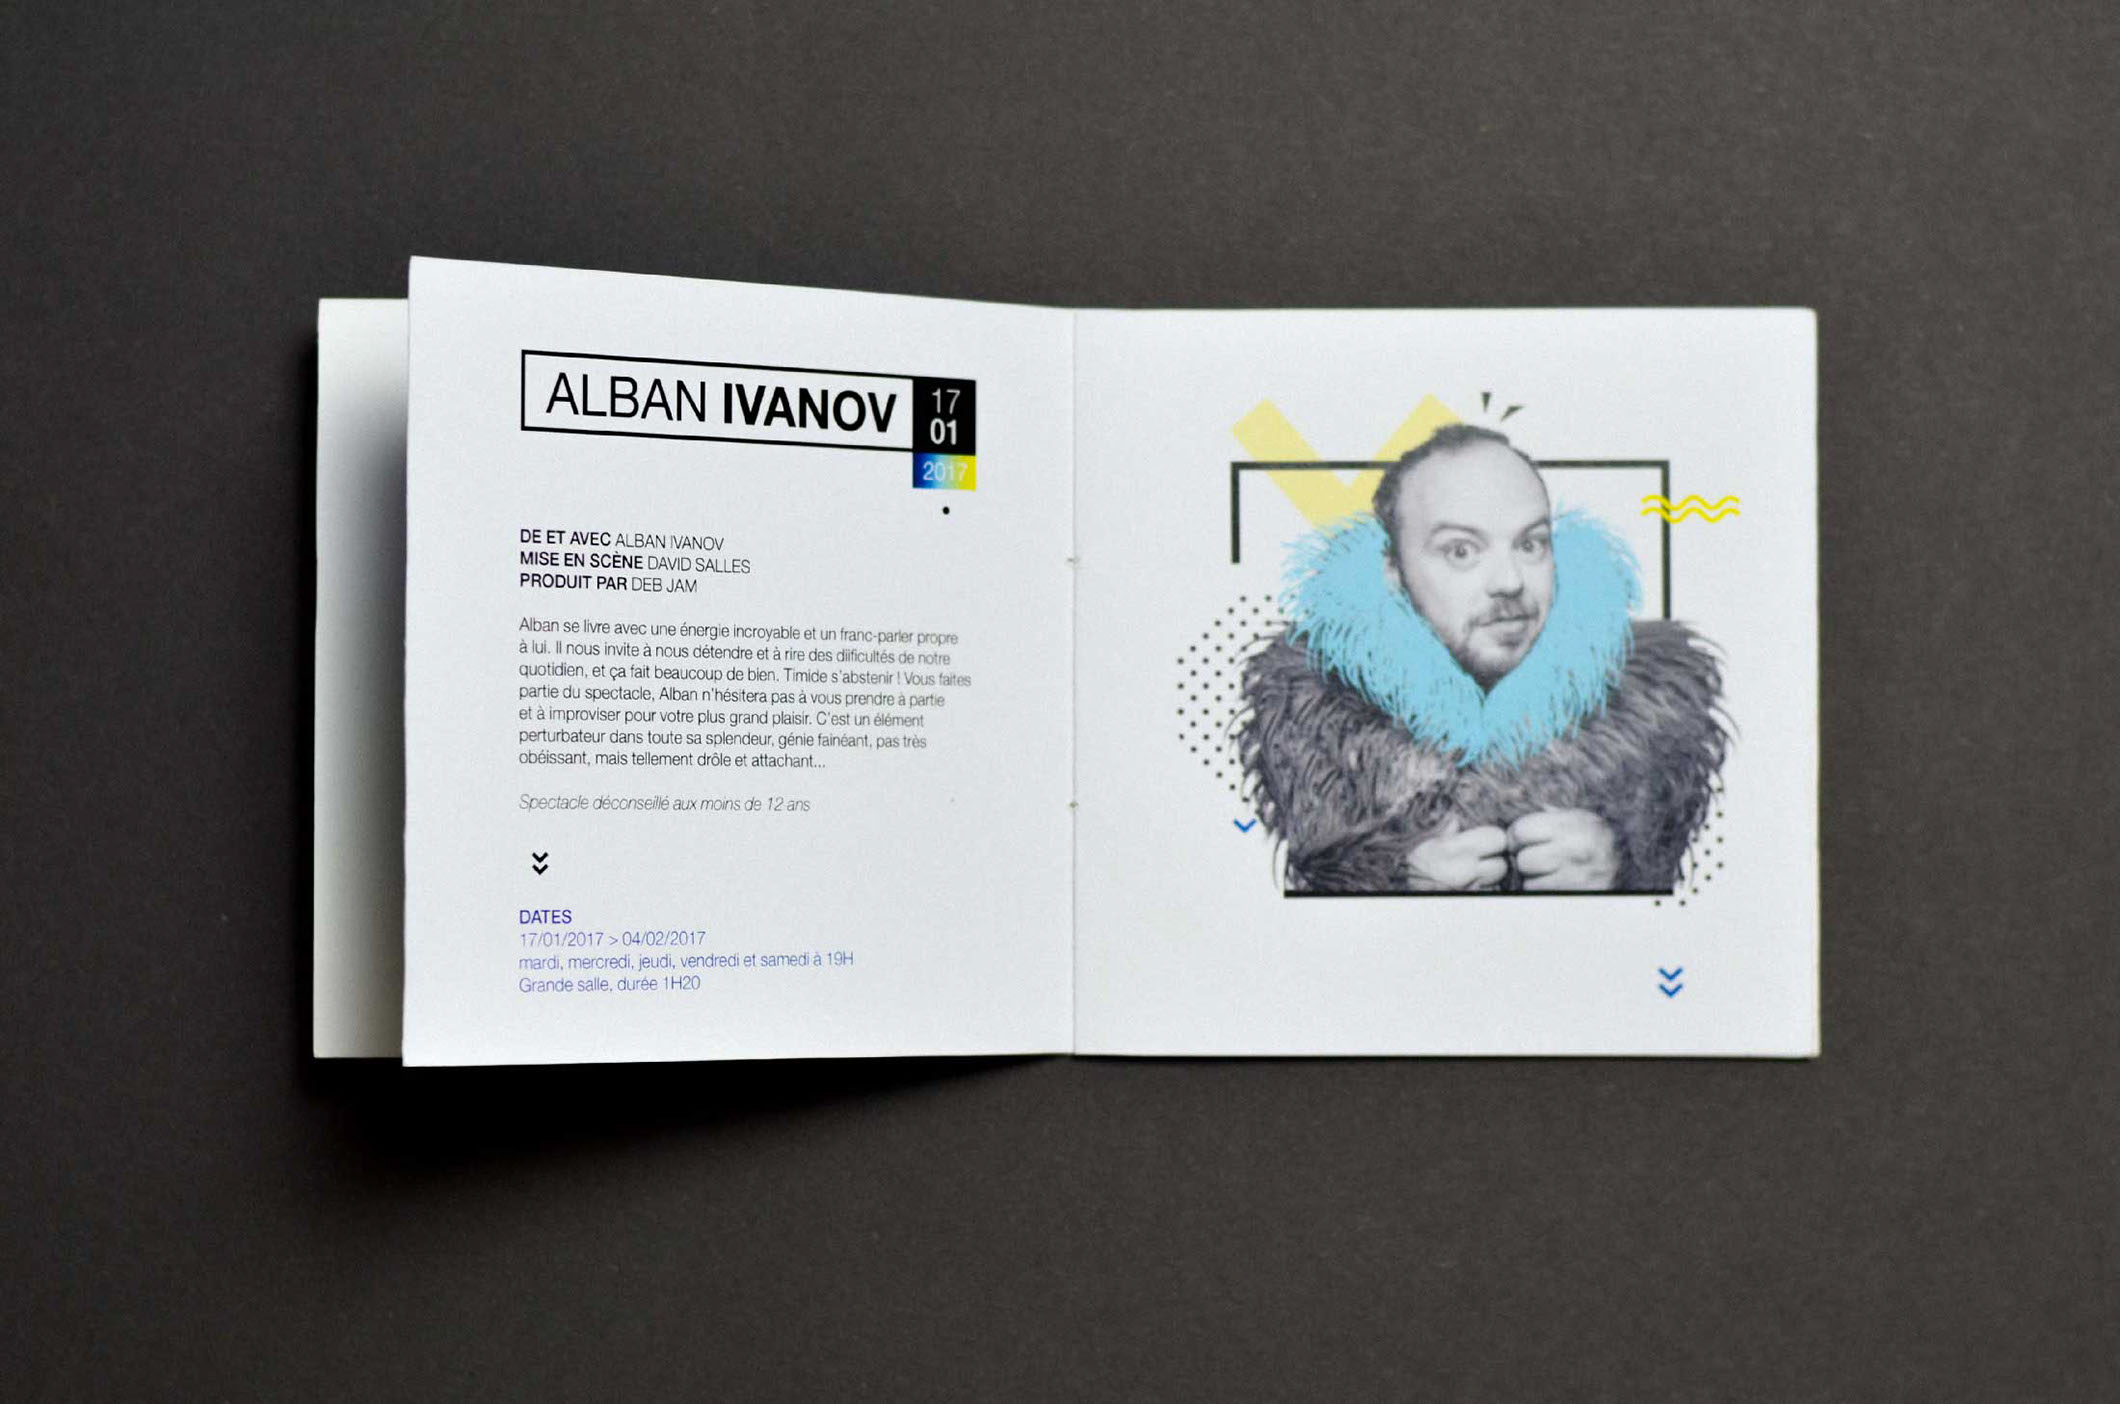 ALBAN IVANOV
17
01
2017
DE ET AVEC ALBAN IVANOV
MISE EN SCÈNE DAVID SALLES
PRODUIT PAR DEB JAM
Alban se livre avec une énergie incroyable et un franc-parler propre
à lui. Il nous invite à nous détendre et à rire des difficultés de notre
quotidien, et ça fait beaucoup de bien. Timide s'abstenir ! Vous faites
partie du spectacle, Alban n'hésitera pas à vous prendre à partie
et à improviser pour votre plus grand plaisir. C'est un élément
perturbateur dans toute sa splendeur, génie fainéant, pas très
obéissant, mais tellement drôle et attachant...
Spectacle déconseillé aux moins de 12 ans
DATES
17/01/2017 > 04/02/2017
mardi, mercredi, jeudi, vendredi et samedi à 19H
Grande salle, durée 1H20